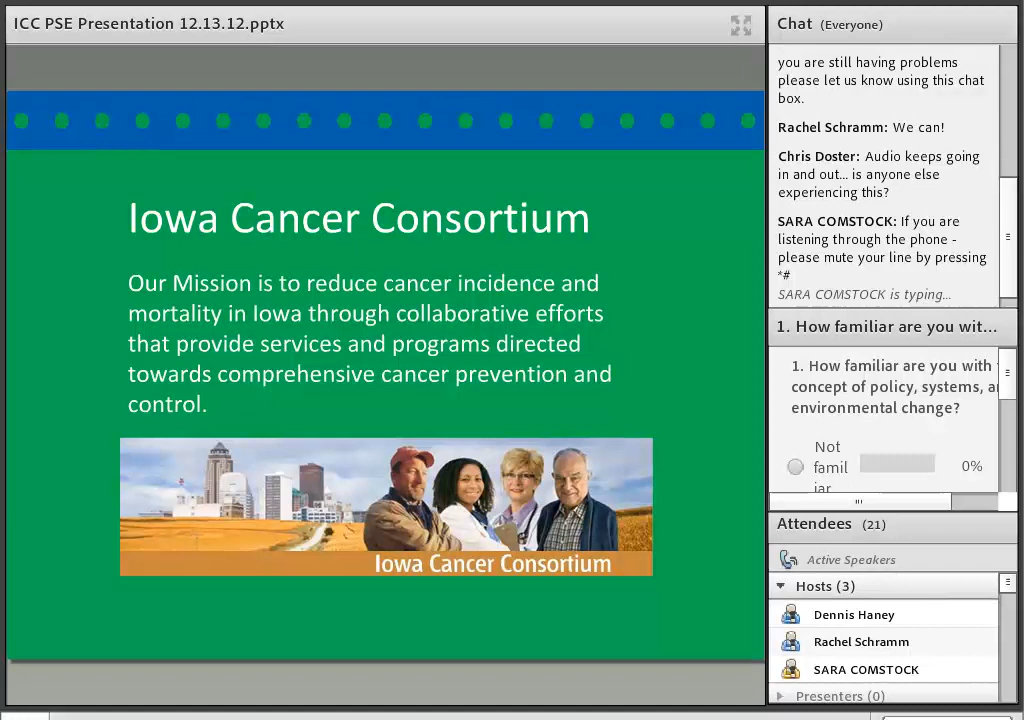 ICC PSE Presentation 12.13.12.pptx
Iowa Cancer Consortium
Our Mission is to reduce cancer incidence and
mortality in Iowa through collaborative efforts
that provide services and programs directed
towards comprehensive cancer prevention and
control.
Iowa Cancer Consortium
Chat (Everyone)
you are still having problems
please let us know using this chat
box.
Rachel Schramm: We can!
Chris Doster: Audio keeps going
in and out... is anyone else
experiencing this?
SARA COMSTOCK: If you are
listening through the phone -
please mute your line by pressing
*#
SARA COMSTOCK is typing...
1. How familiar are you wit...
1. How familiar are you with
concept of policy, systems, a
environmental change?
Not
famil
iar
0%
Attendees (21)
Active Speakers
Hosts (3)
Dennis Haney
Rachel Schramm
SARA COMSTOCK
Presenters (0)